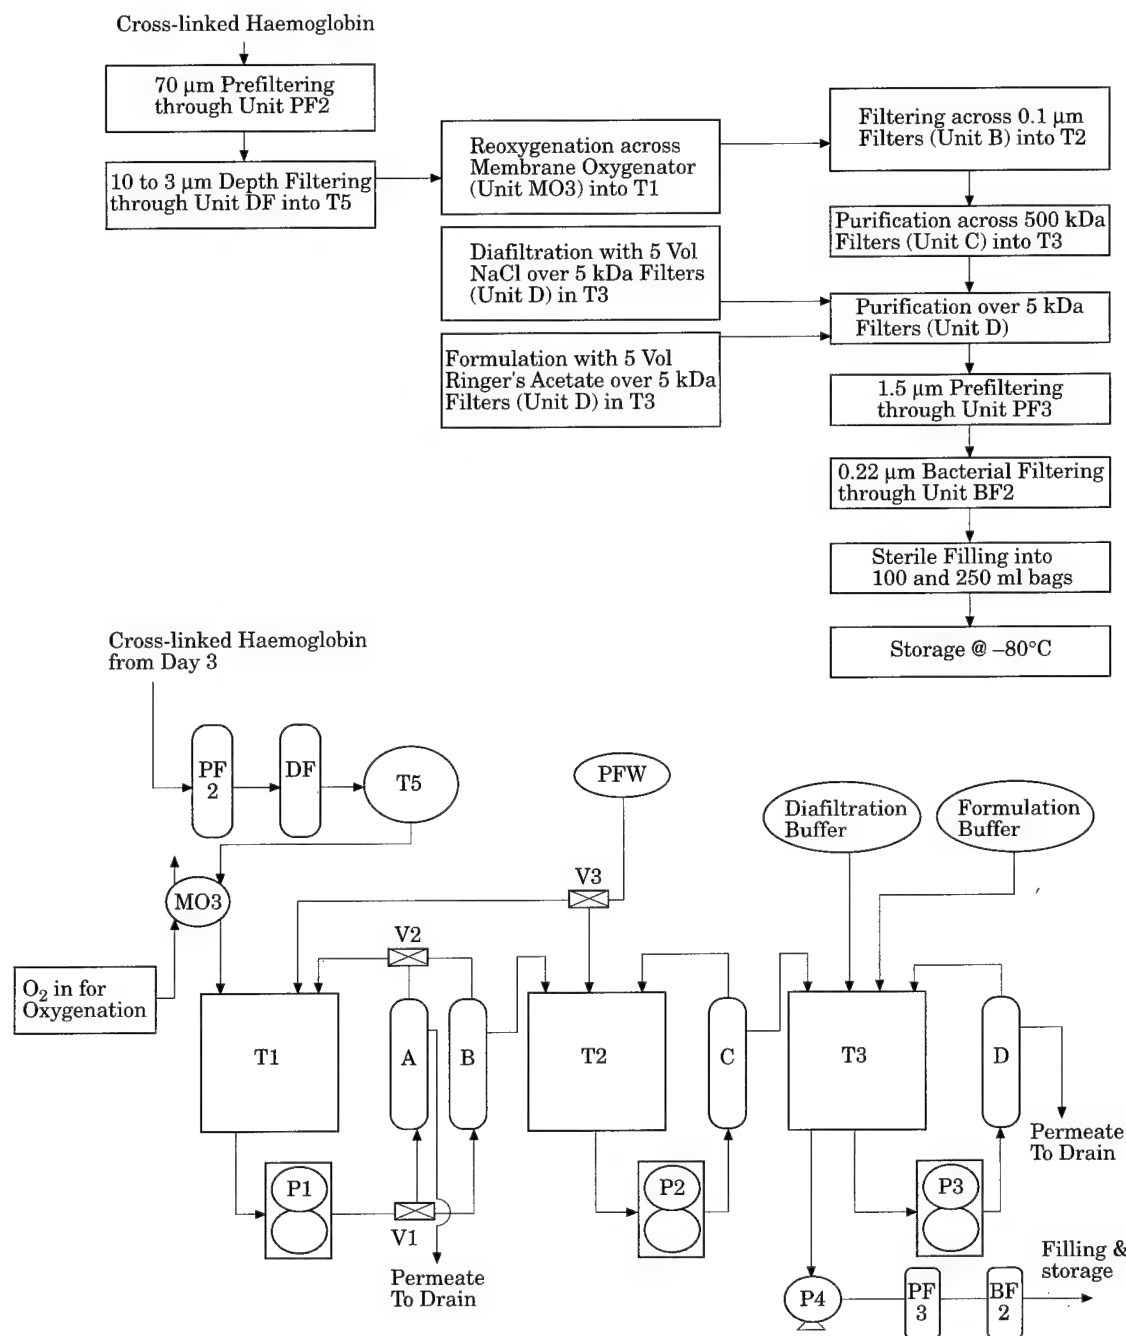 Cross-linked Haemoglobin
70 µm Prefiltering
through Unit PF2
10 to 3 µm Depth Filtering
through Unit DF into T5
Reoxygenation across
Membrane Oxygenator
(Unit MO3) into T1
Diafiltration with 5 Vol
NaCl over 5 kDa Filters
(Unit D) in T3
Formulation with 5 Vol
Ringer's Acetate over 5 kDa
Filters (Unit D) in T3
Filtering across 0.1 µm
Filters (Unit B) into T2
Purification across 500 kDa
Filters (Unit C) into T3
Purification over 5 kDa
Filters (Unit D)
1.5 µm Prefiltering
through Unit PF3
0.22 µm Bacterial Filtering
through Unit BF2
Sterile Filling into
100 and 250 ml bags
Storage @ –80°C
Cross-linked Haemoglobin
from Day 3
PF
2
DF
T5
PFW
Diafiltration
Buffer
Formulation
Buffer
MO3
V3
V2
O₂ in for
Oxygenation
T1
A
B
T2
C
T3
D
Permeate
To Drain
P1
V1
P2
P3
Permeate
To Drain
Filling &
storage
P4
PF
3
BF
2